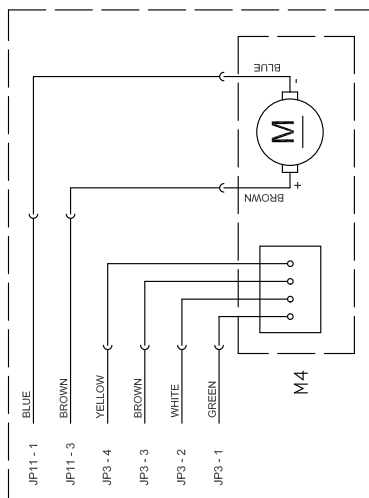 BLUE
-
M
+
BROWN
M4
BLUE
BROWN
YELLOW
BROWN
WHITE
GREEN
JP11 - 1
JP11 - 3
JP3 - 4
JP3 - 3
JP3 - 2
JP3 - 1